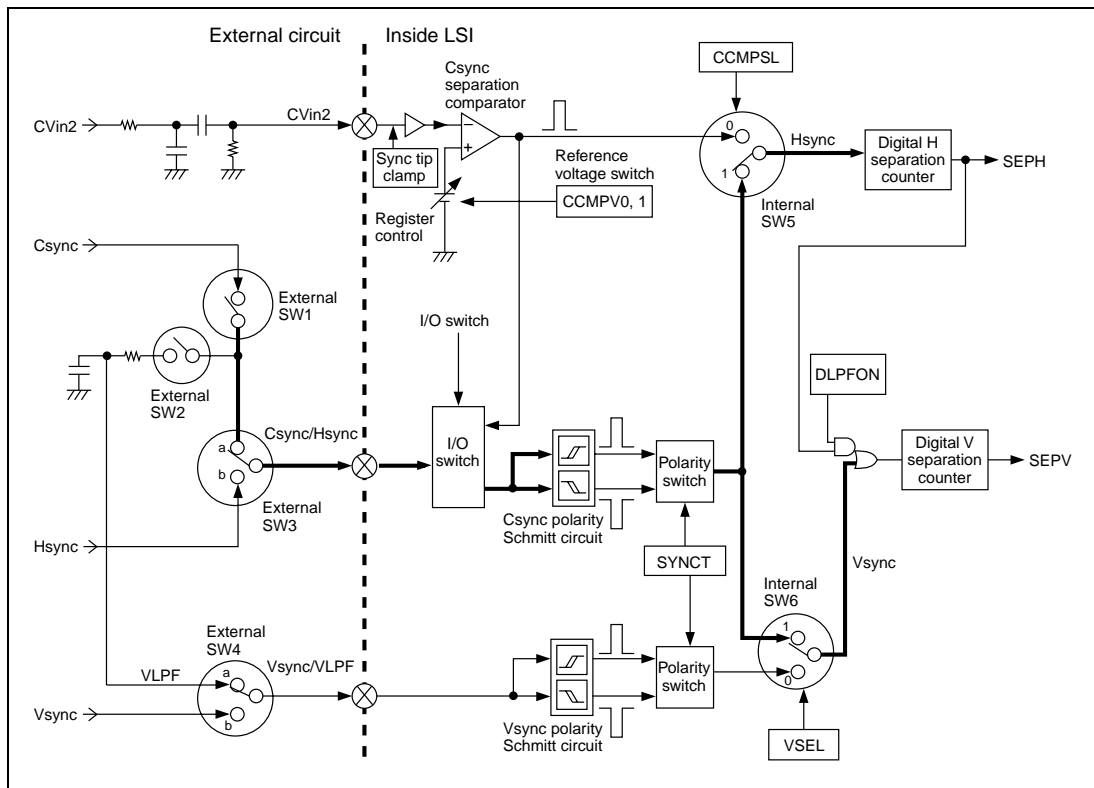 External circuit
Inside LSI
CVin2
CVin2
Csync
separation
comparator
Sync tip
clamp
Register
control
Reference
voltage switch
CCMPV0, 1
CCMPSL
0
1
Hsync
Internal
SW5
Digital H
separation
counter
SEPH
Csync
External
SW1
External
SW2
I/O switch
DLPFON
a
b
Csync/Hsync
External
SW3
I/O
switch
Polarity
switch
Csync polarity
Schmitt circuit
Digital V
separation
counter
SEPV
Hsync
SYNCT
Vsync
Internal
SW6
1
0
External
SW4
VLPF
a
b
Vsync/VLPF
Vsync
Polarity
switch
Vsync polarity
Schmitt circuit
VSEL
+
−